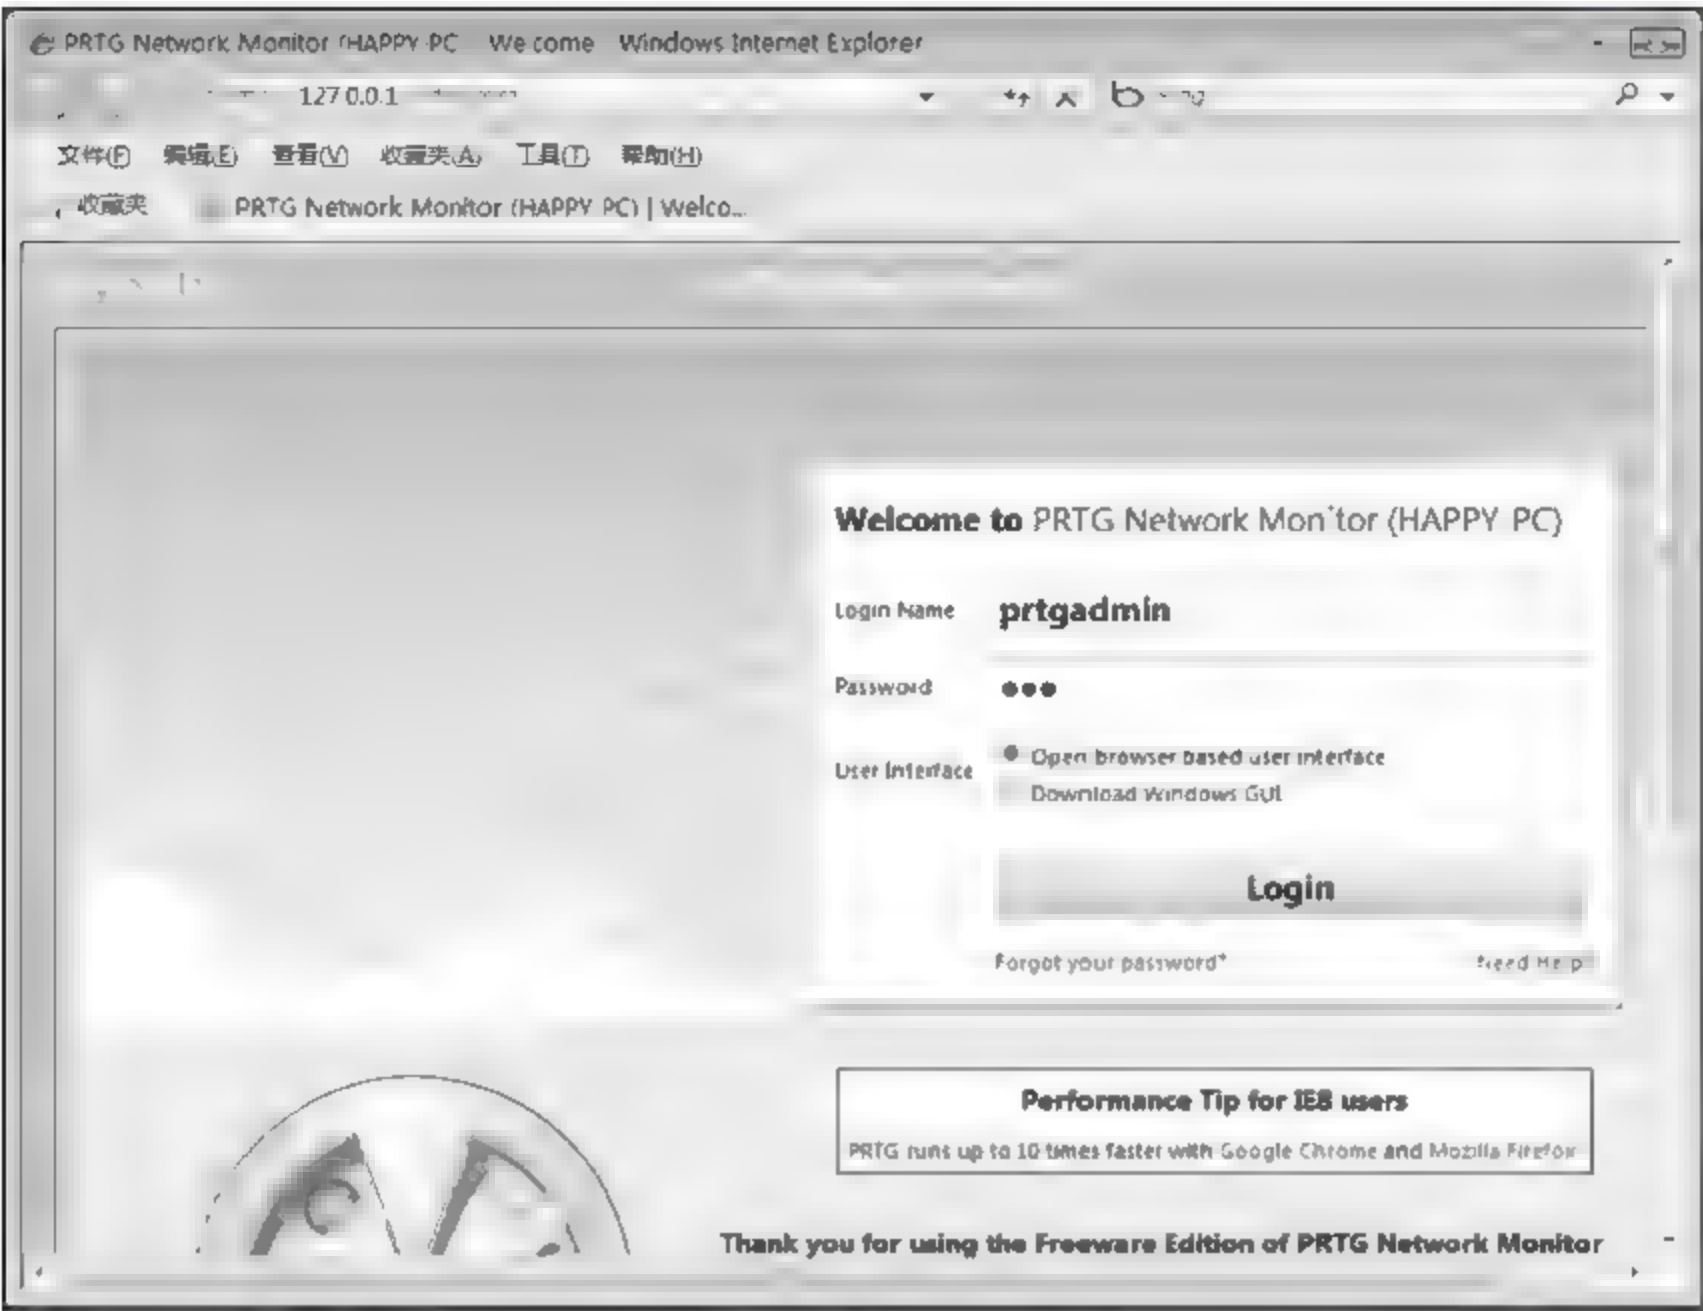 PRTG Network Monitor (HAPPY PC Welcome Windows Internet Explorer
127.0.0.1
文件(F) 编辑(E) 查看(V) 收藏夹(A) 工具(T) 帮助(H)
收藏夹 PRTG Network Monitor (HAPPY PC) | Welco...
Welcome to PRTG Network Monitor (HAPPY PC)
Login Name prtgadmin
Password ●●●
User Interface Open browser based user interface
Download Windows GUI
Login
Forgot your password? Need Help
Performance Tip for IE8 users
PRTG runs up to 10 times faster with Google Chrome and Mozilla Firefox
Thank you for using the Freeware Edition of PRTG Network Monitor